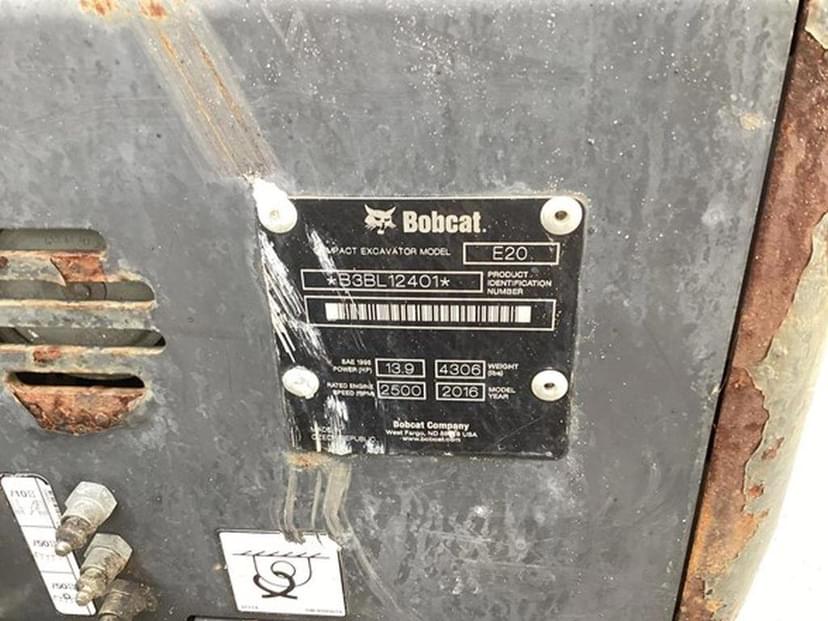 Bobcat.
COMPACT EXCAVATOR MODEL E20
*B3BL12401* PRODUCT IDENTIFICATION NUMBER
SAE 1995 POWER (HP) 13.9 4306 WEIGHT (lbs)
RATED ENGINE SPEED (RPM) 2500 2016 MODEL YEAR
MADE
CZECH REPUBLIC
Bobcat Company
West Fargo, ND USA
www.bobcat.com